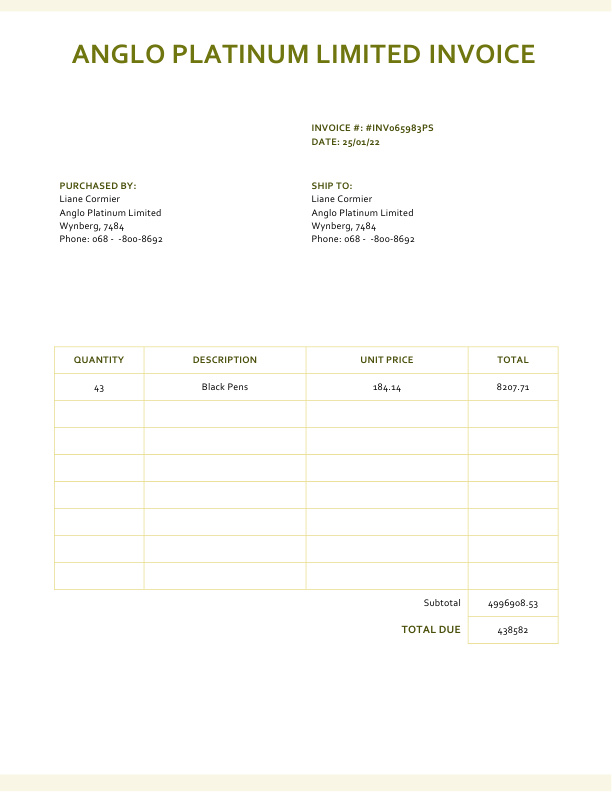 ANGLO PLATINUM LIMITED INVOICE
INVOICE #: #INV065983PS
DATE: 25/01/22
PURCHASED BY:
Liane Cormier
Anglo Platinum Limited
Wynberg, 7484
Phone: 068 -  -800-8692
SHIP TO:
Liane Cormier
Anglo Platinum Limited
Wynberg, 7484
Phone: 068 -  -800-8692
QUANTITY DESCRIPTION UNIT PRICE TOTAL
43 Black Pens 184.14 8207.71
Subtotal 4996908.53
TOTAL DUE 438582